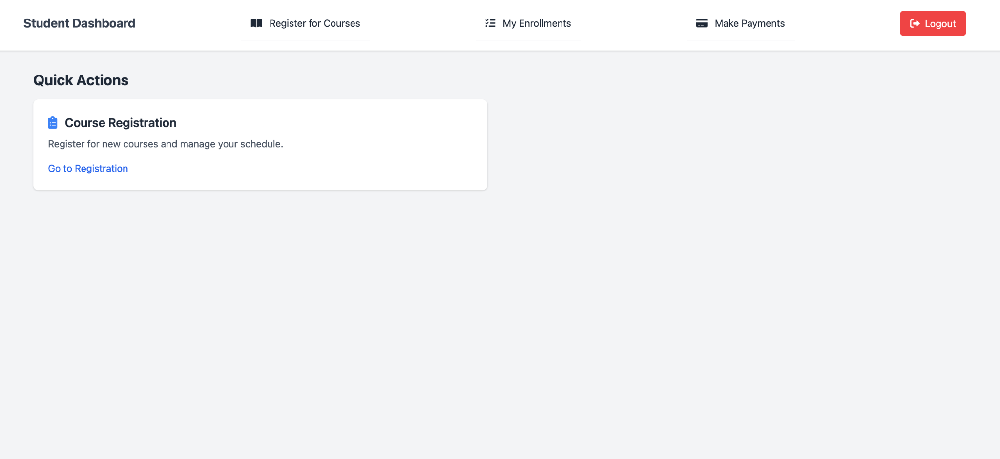 Student Dashboard
Register for Courses
My Enrollments
Make Payments
Logout
Quick Actions
Course Registration
Register for new courses and manage your schedule.
Go to Registration